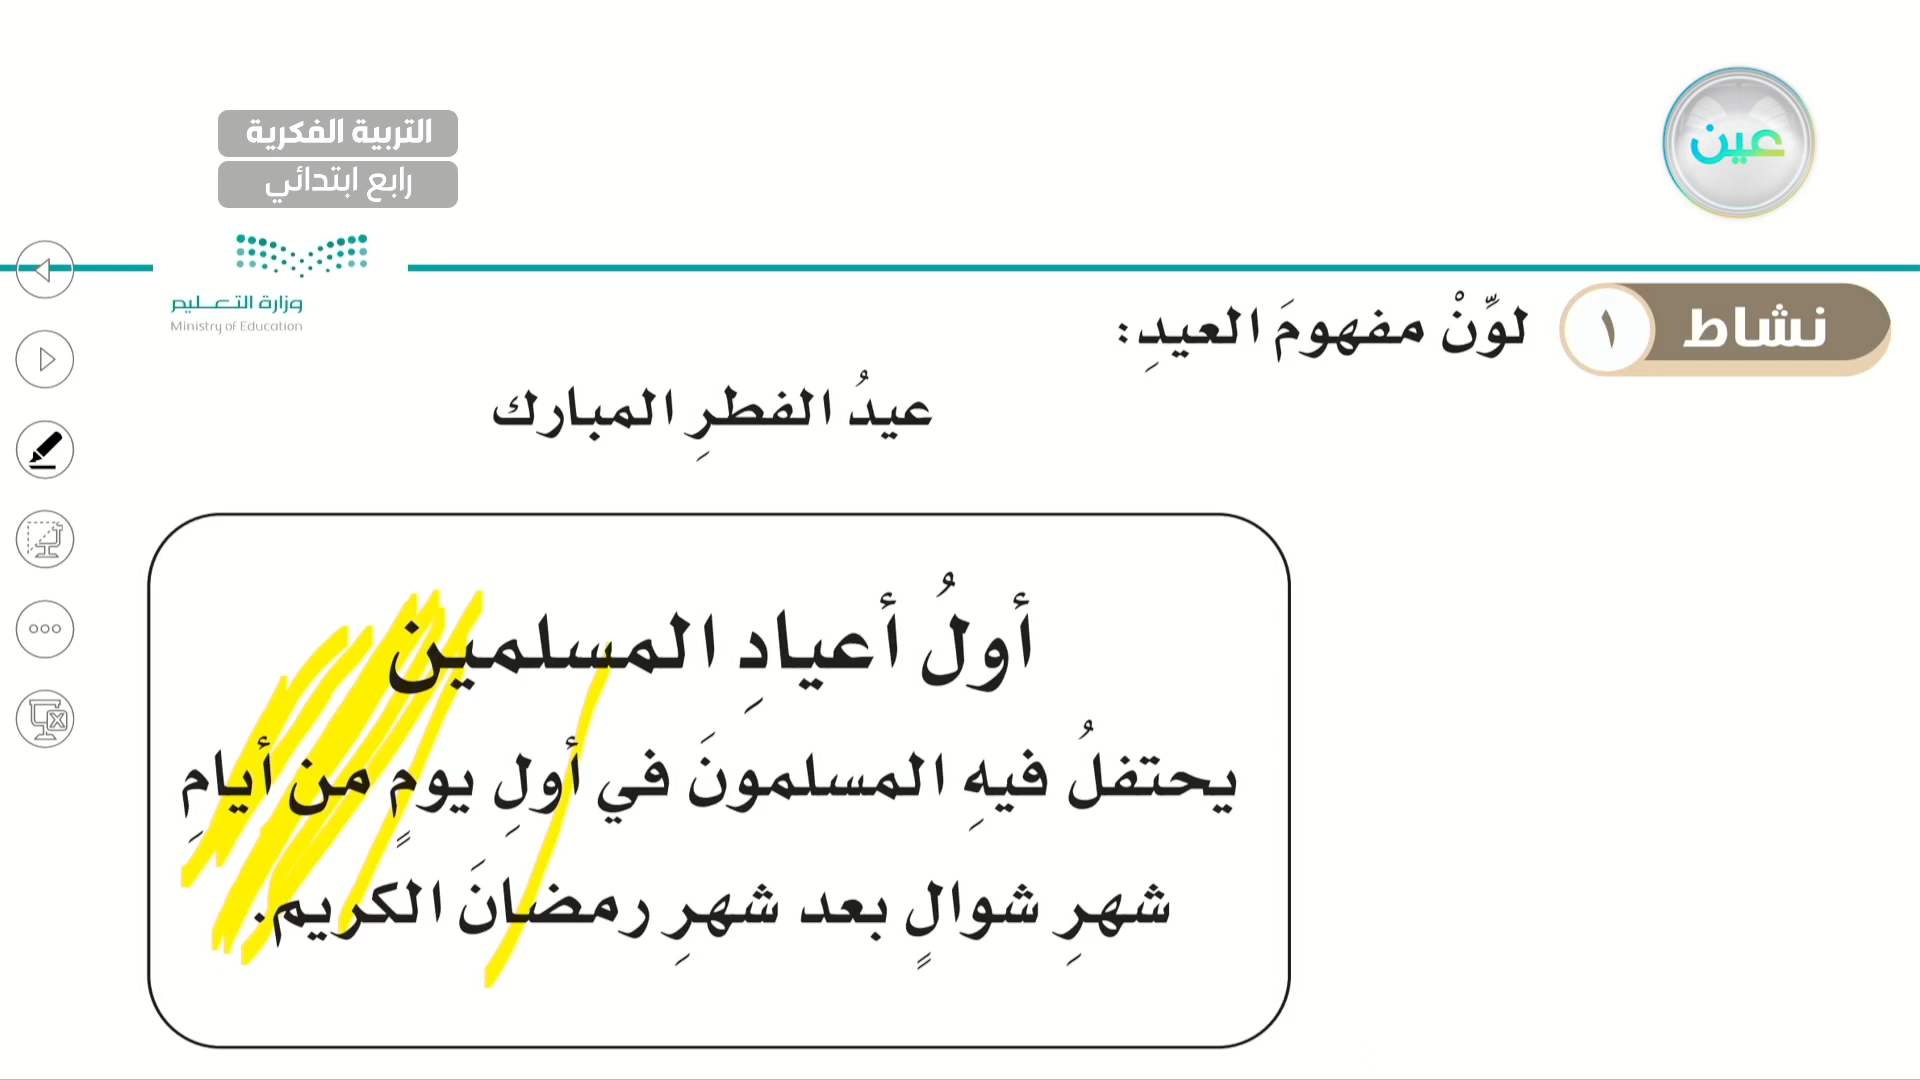 عين
التربية الفكرية
رابع ابتدائي
وزارة التعليم
Ministry of Education
نشاط ١ لوِّنْ مفهومَ العيدِ:
عيدُ الفطرِ المبارك
أولُ أعيادِ المسلمين
يحتفلُ فيهِ المسلمونَ في أولِ يومٍ من أيامِ
شهرِ شوالٍ بعد شهرِ رمضانَ الكريم.